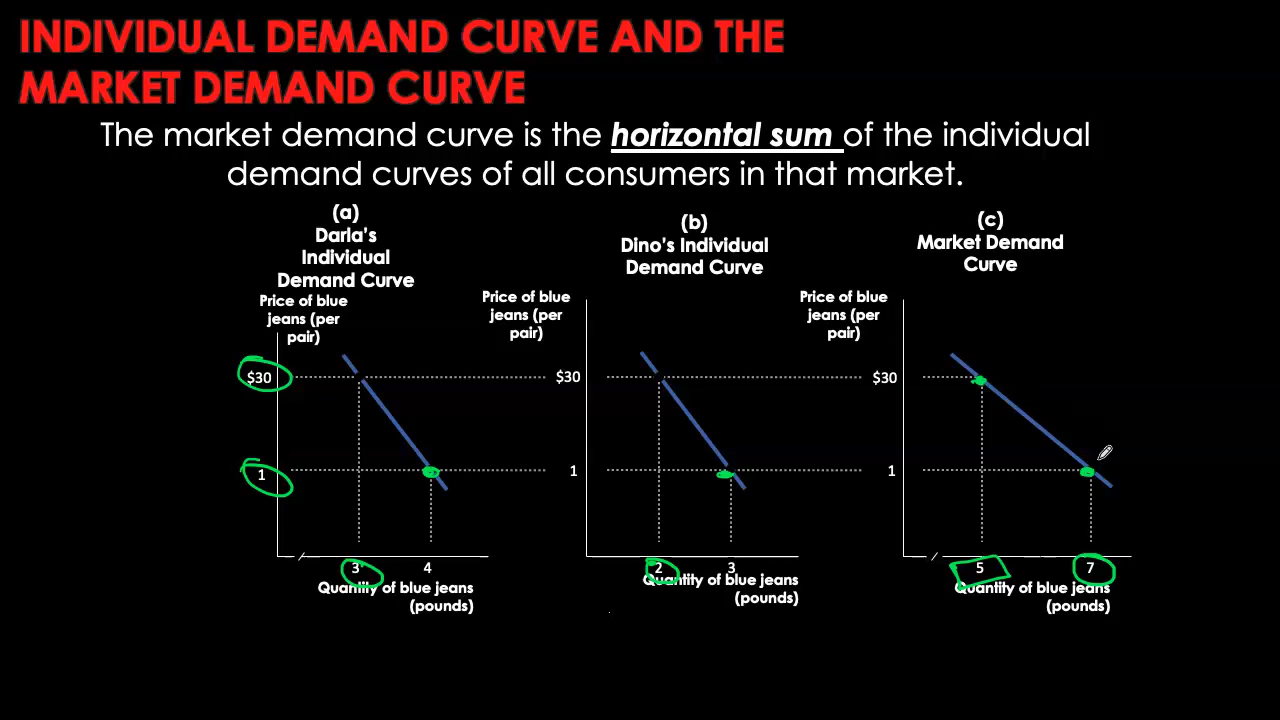 INDIVIDUAL DEMAND CURVE AND THE
MARKET DEMAND CURVE
The market demand curve is the horizontal sum of the individual
demand curves of all consumers in that market.
(a)
Darla's
Individual
Demand Curve
Price of blue
jeans (per
pair)
$30
1
3
4
Quantity of blue jeans
(pounds)
(b)
Dino's Individual
Demand Curve
Price of blue
jeans (per
pair)
$30
1
2
3
Quantity of blue jeans
(pounds)
(c)
Market Demand
Curve
Price of blue
jeans (per
pair)
$30
1
5
7
Quantity of blue jeans
(pounds)